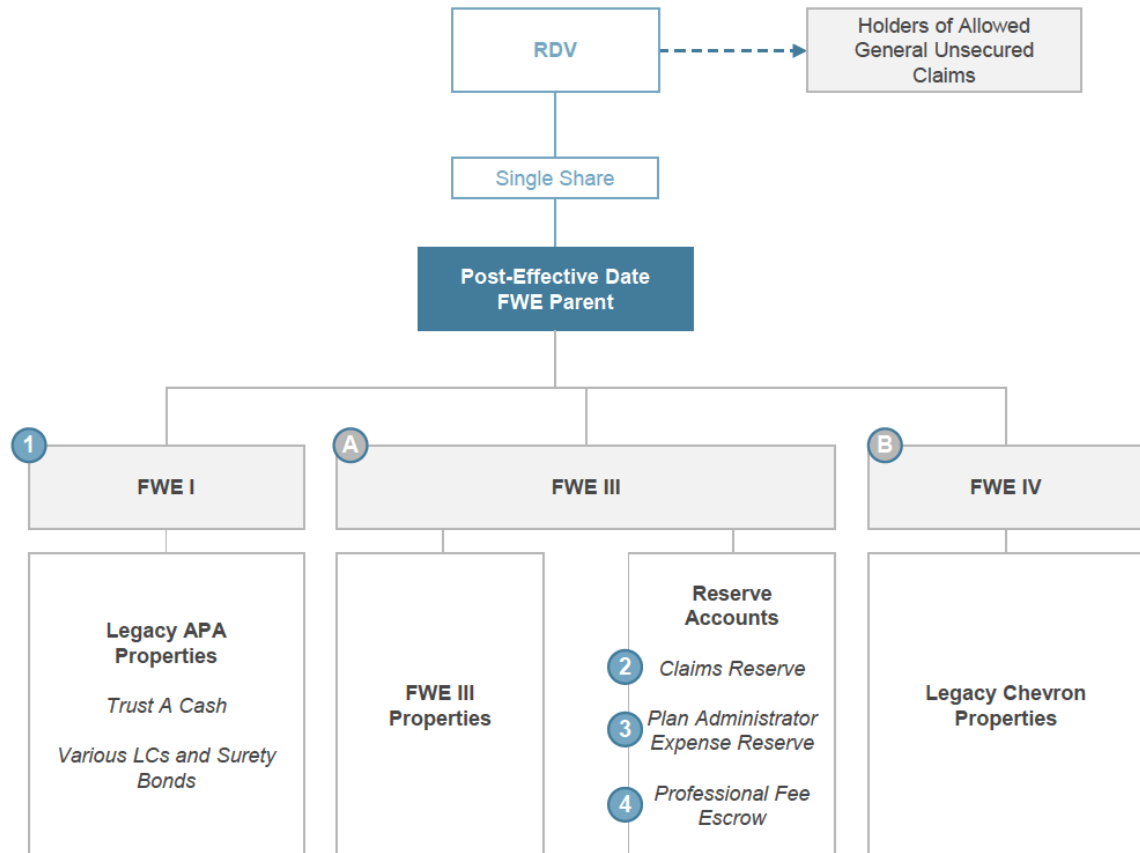 RDV
Holders of Allowed
General Unsecured
Claims
Single Share
Post-Effective Date
FWE Parent
1
FWE I
A
FWE III
B
FWE IV
Legacy APA
Properties
Trust A Cash
Various LCs and Surety
Bonds
FWE III
Properties
Reserve
Accounts
2 Claims Reserve
3 Plan Administrator
Expense Reserve
4 Professional Fee
Escrow
Legacy Chevron
Properties